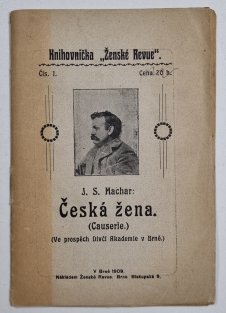 Knihovnička „Ženské Revue“.
Čís. 1. Cena: 20 h.
J. S. Machar:
Česká žena.
(Causerie.)
(Ve prospěch Dívčí Akademie v Brně.)
V Brně 1909.
Nákladem Ženské Revue. Brno Biskupská 9.